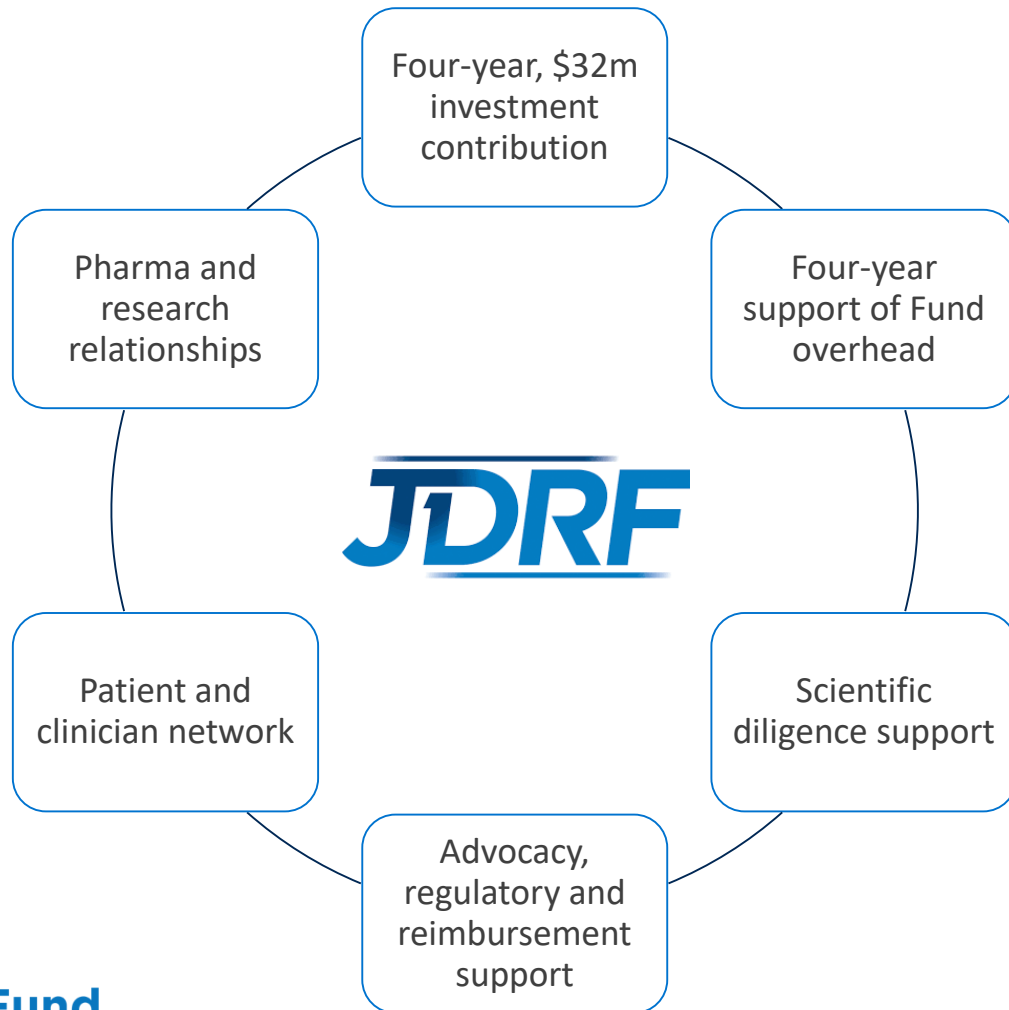 Four-year, $32m
investment
contribution
Pharma and
research
relationships
Four-year
support of Fund
overhead
JDRF
Patient and
clinician network
Scientific
diligence support
Advocacy,
regulatory and
reimbursement
support
Fund